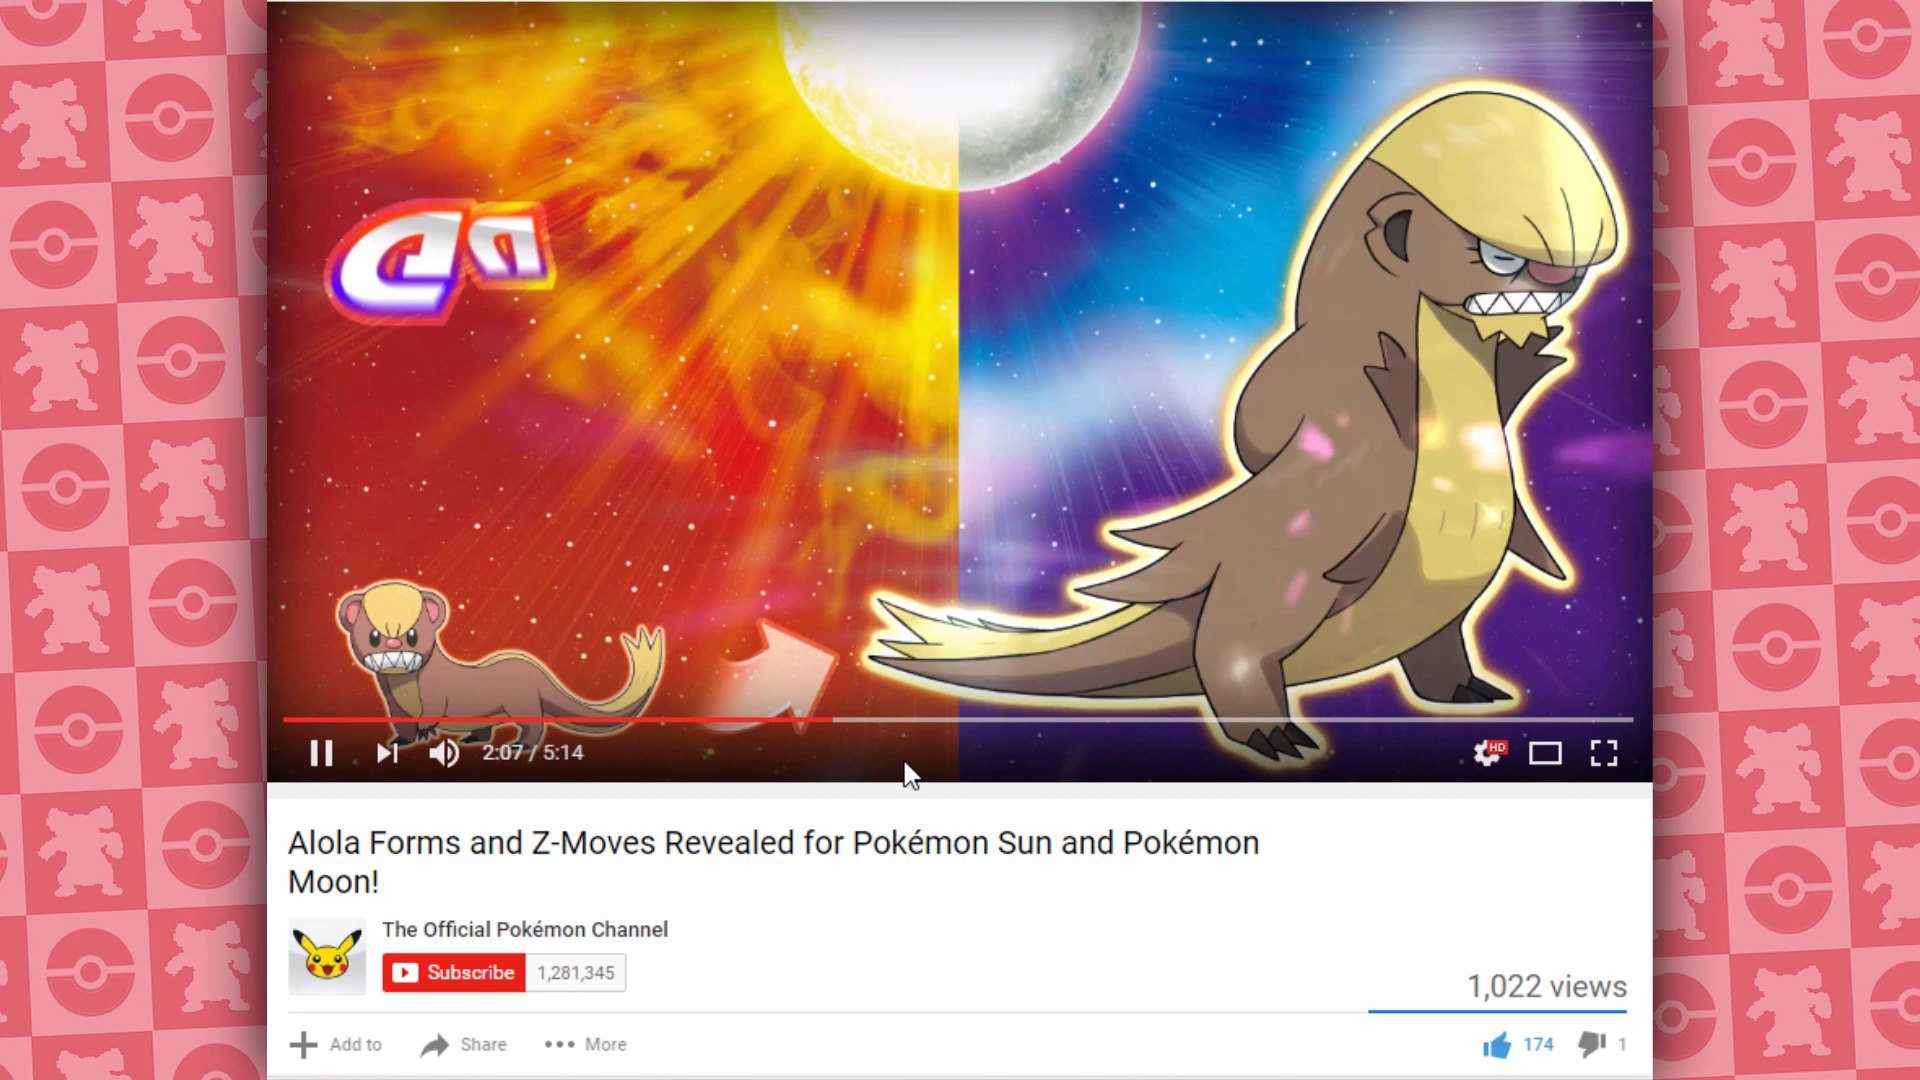 2:07 / 5:14
HD
Alola Forms and Z-Moves Revealed for Pokémon Sun and Pokémon
Moon!
The Official Pokémon Channel
Subscribe 1,281,345
1,022 views
Add to Share More
174 1